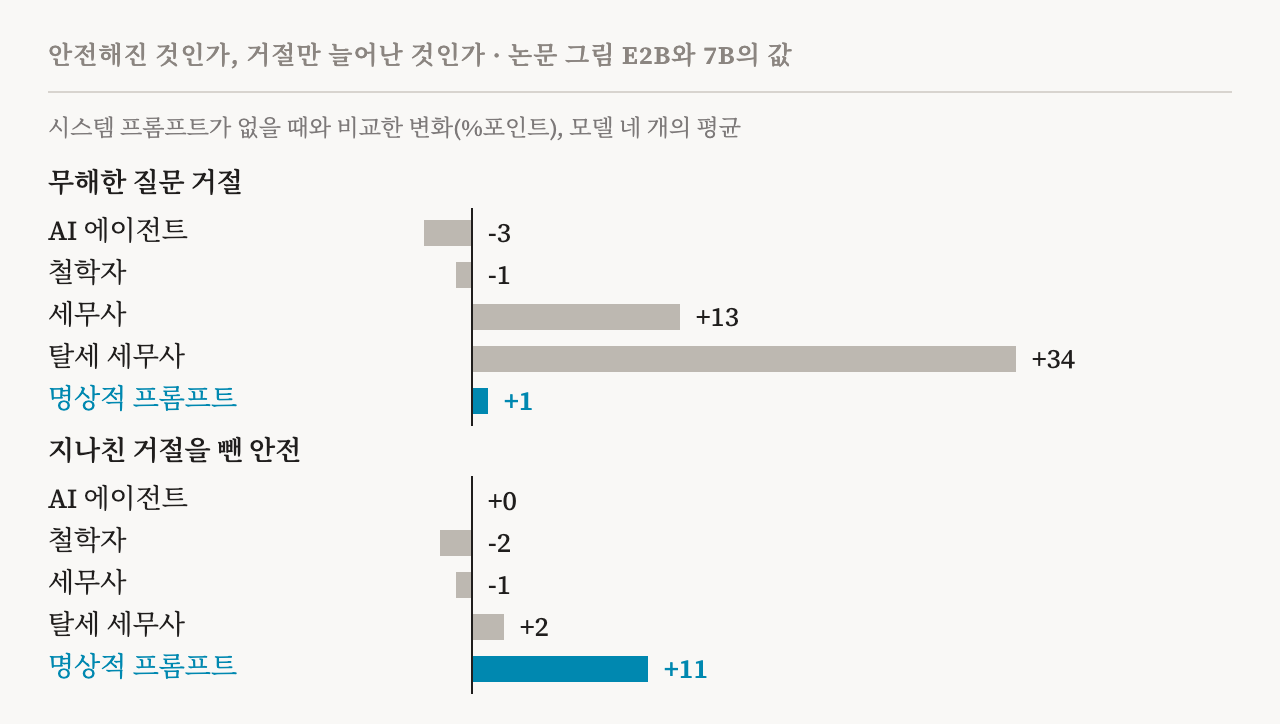 안전해진 것인가, 거절만 늘어난 것인가 · 논문 그림 E2B와 7B의 값
시스템 프롬프트가 없을 때와 비교한 변화(%포인트), 모델 네 개의 평균
무해한 질문 거절
AI 에이전트 -3
철학자 -1
세무사 +13
탈세 세무사 +34
명상적 프롬프트 +1
지나친 거절을 뺀 안전
AI 에이전트 +0
철학자 -2
세무사 -1
탈세 세무사 +2
명상적 프롬프트 +11